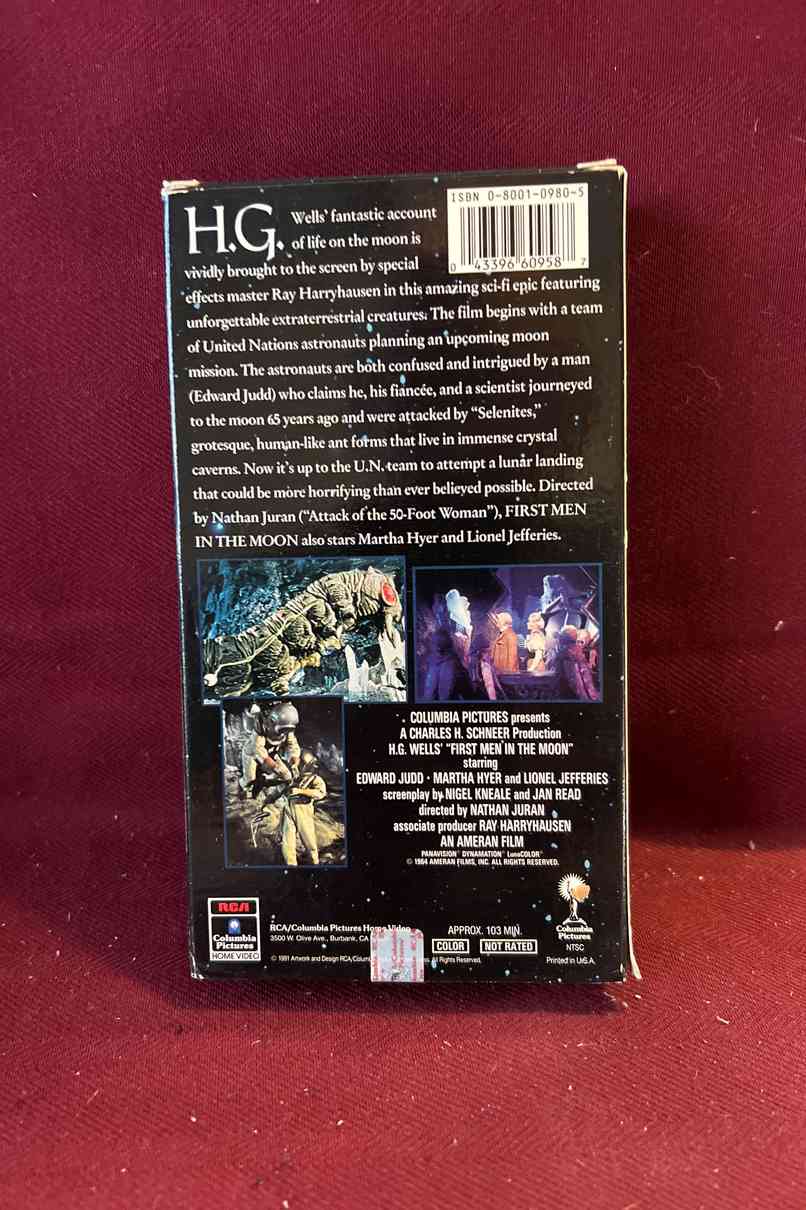 ISBN 0-8001-0980-5
0 43396 60958 7
H.G. Wells' fantastic account
of life on the moon is
vividly brought to the screen by special
effects master Ray Harryhausen in this amazing sci-fi epic featuring
unforgettable extraterrestrial creatures. The film begins with a team
of United Nations astronauts planning an upcoming moon
mission. The astronauts are both confused and intrigued by a man
(Edward Judd) who claims he, his fiancée, and a scientist journeyed
to the moon 65 years ago and were attacked by “Selenites,”
grotesque, human-like ant forms that live in immense crystal
caverns. Now it's up to the U.N. team to attempt a lunar landing
that could be more horrifying than ever believed possible. Directed
by Nathan Juran (“Attack of the 50-Foot Woman”), FIRST MEN
IN THE MOON also stars Martha Hyer and Lionel Jefferies.
COLUMBIA PICTURES presents
A CHARLES H. SCHNEER Production
H.G. WELLS' “FIRST MEN IN THE MOON”
starring
EDWARD JUDD · MARTHA HYER and LIONEL JEFFERIES
screenplay by NIGEL KNEALE and JAN READ
directed by NATHAN JURAN
associate producer RAY HARRYHAUSEN
AN AMERAN FILM
PANAVISION® DYNAMATION® LunaCOLOR®
© 1964 AMERAN FILMS, INC. ALL RIGHTS RESERVED.
RCA
Columbia
Pictures
HOME VIDEO
RCA/Columbia Pictures Home Video
3500 W. Olive Ave., Burbank, CA
© 1991 Artwork and Design RCA/Colum
All Rights Reserved.
APPROX. 103 MIN.
COLOR NOT RATED
Columbia
Pictures
NTSC
Printed in U.S.A.